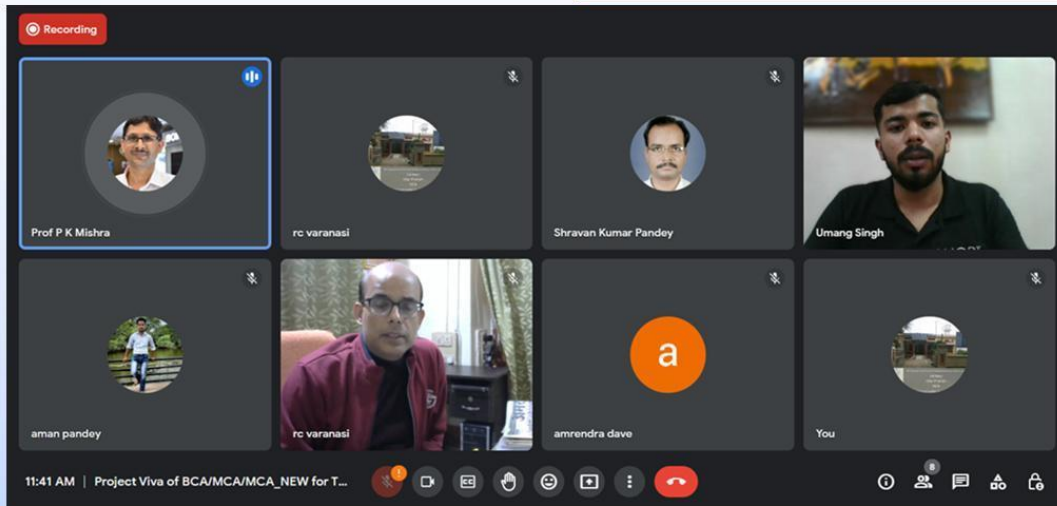 Recording
Prof P K Mishra
rc varanasi
Shravan Kumar Pandey
Umang Singh
aman pandey
rc varanasi
a
amrendra dave
You
11:41 AM | Project Viva of BCA/MCA/MCA_NEW for T...
CC
8